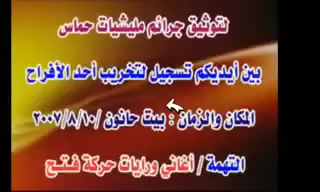 لتوثيق جرائم مليشيات حماس
بين أيديكم تسجيل لتخريب أحد الأفراح
المكان والزمان : بيت حانون /٢٠٠٧/٨/١٠
التهمة / أغاني ورايات حركة فتح